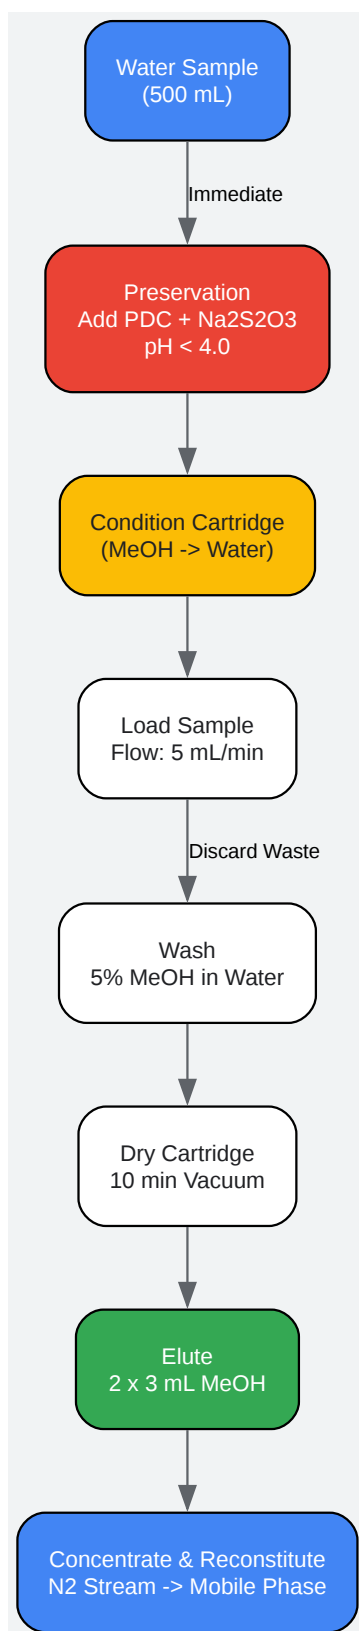 Water Sample
(500 mL)
Immediate
Preservation
Add PDC + Na2S2O3
pH < 4.0
Condition Cartridge
(MeOH -> Water)
Load Sample
Flow: 5 mL/min
Discard Waste
Wash
5% MeOH in Water
Dry Cartridge
10 min Vacuum
Elute
2 x 3 mL MeOH
Concentrate & Reconstitute
N2 Stream -> Mobile Phase